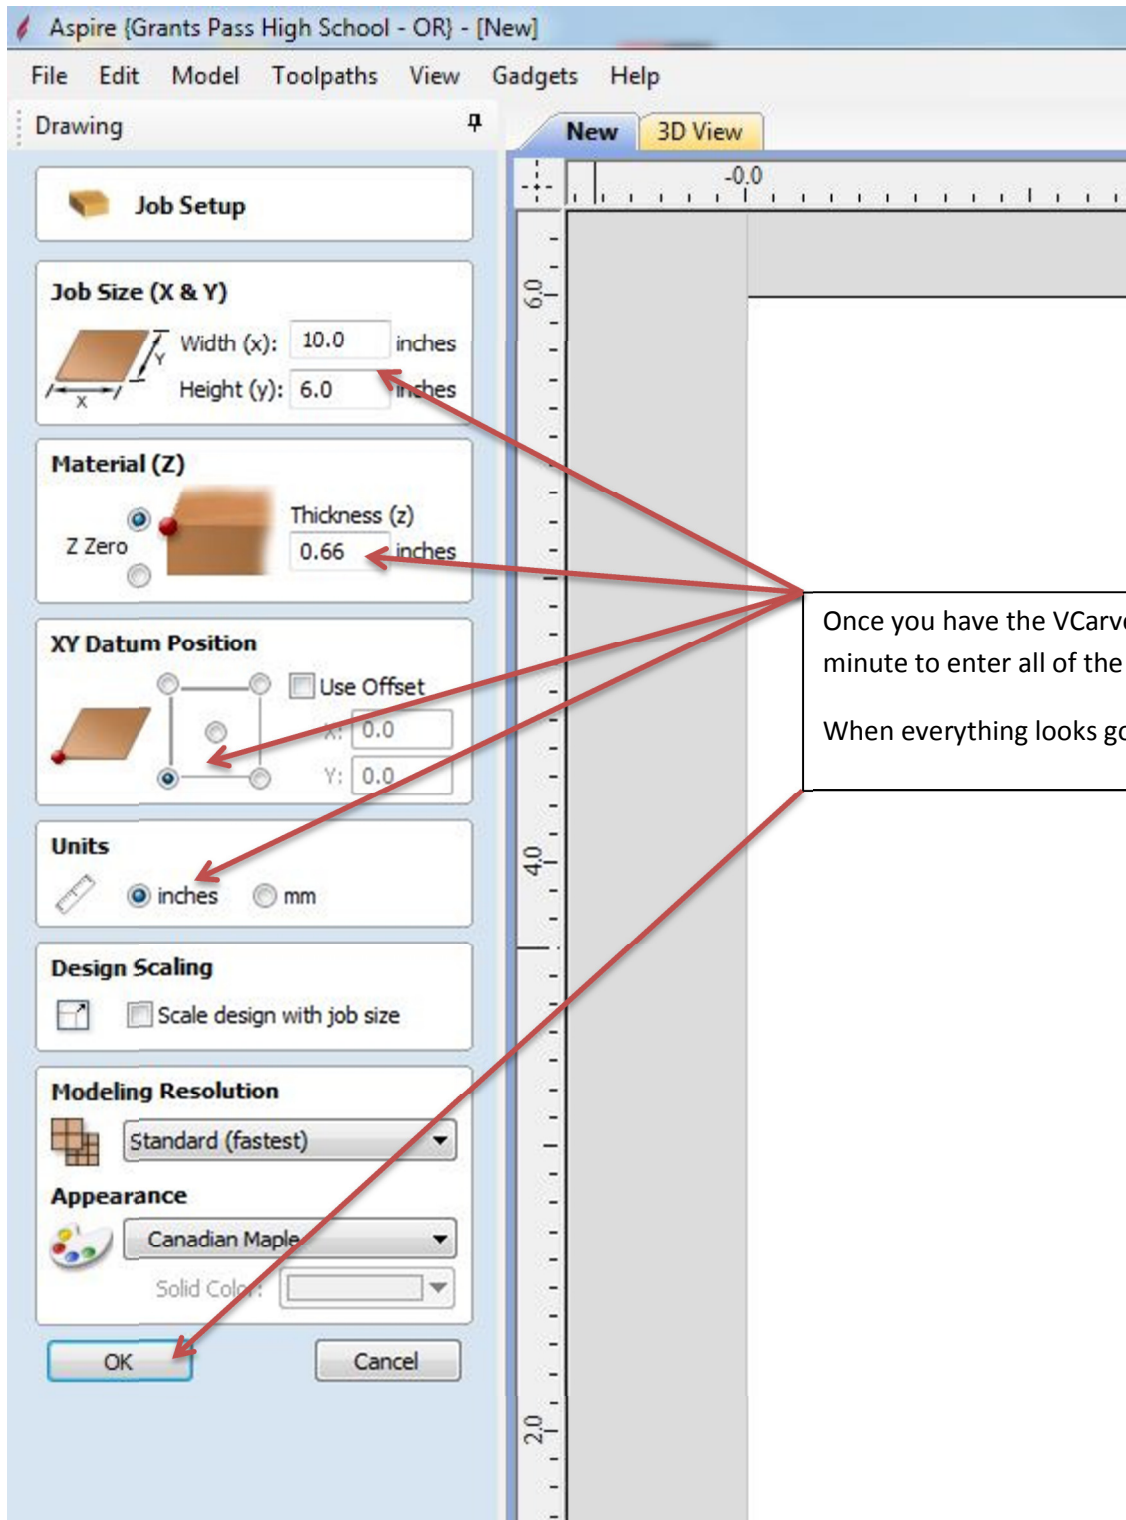 Aspire {Grants Pass High School - OR} - [New]
File Edit Model Toolpaths View Gadgets Help
Drawing
New 3D View
-0.0
Job Setup
6.0
Job Size (X & Y)
Width (x): 10.0 inches
Y
Height (y): 6.0 inches
X
Material (Z)
Thickness (z)
Z Zero 0.66 inches
Once you have the VCarve
minute to enter all of the
When everything looks go
XY Datum Position
Use Offset
X: 0.0
Y: 0.0
Units
inches mm
4.0
Design Scaling
Scale design with job size
Modeling Resolution
Standard (fastest)
Appearance
Canadian Maple
Solid Color:
OK Cancel
2.0